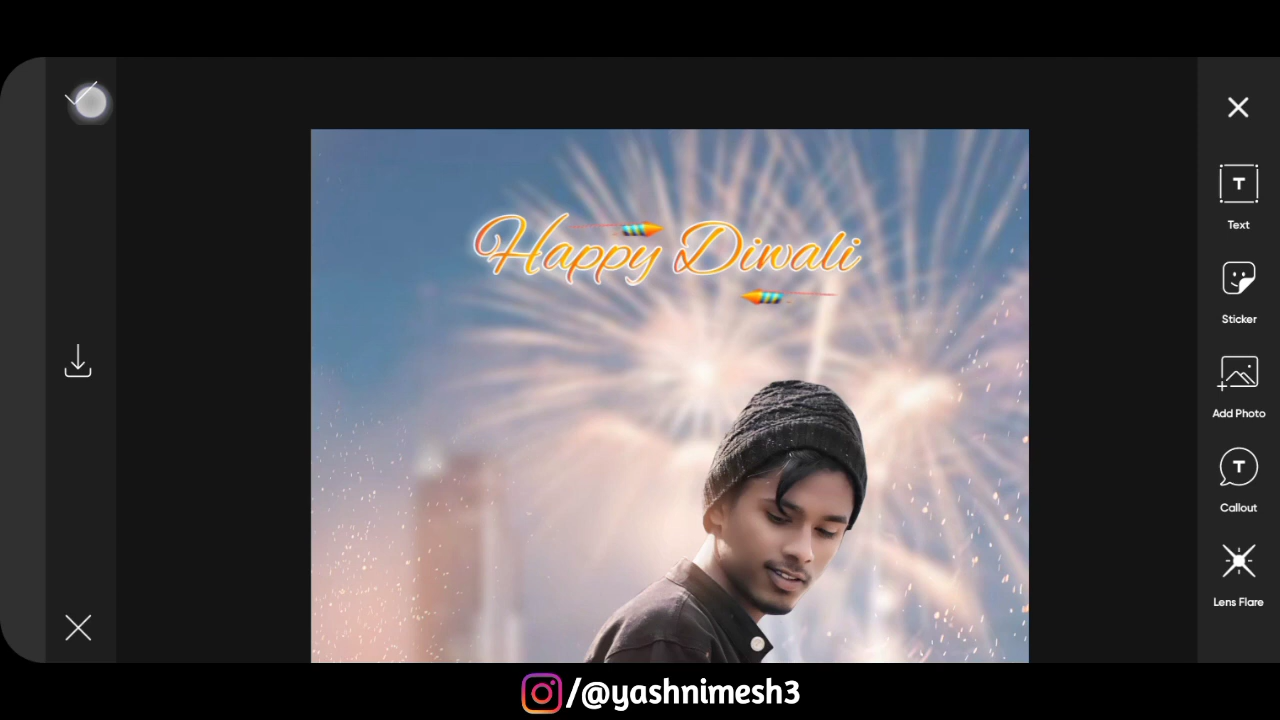 Happy Diwali
Text
Sticker
Add Photo
Callout
Lens Flare
/@yashnimesh3